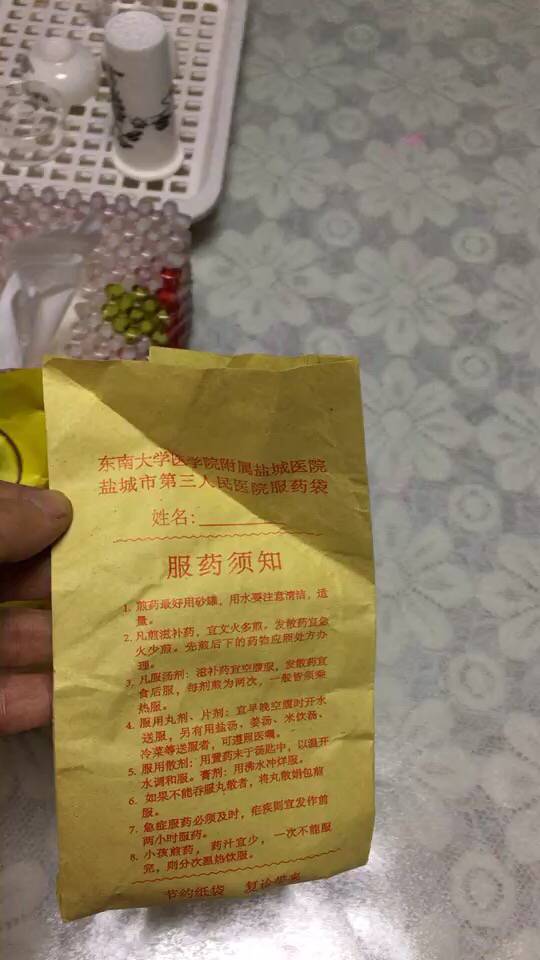 东南大学医学院附属盐城医院
盐城市第三人民医院服药袋
姓名:
服药须知
1. 煎药最好用砂罐，用水要注意清洁，适
量。
2. 凡煎滋补药，宜文火多煎。发散药宜急
火少煎。先煎后下的药物应照处方办
理。
3. 凡服汤剂：滋补药宜空腹服，发散药宜
食后服，每剂煎为两次，一般皆须乘
热服。
4. 服用丸剂、片剂：宜早晚空腹时开水
送服，另有用盐汤、姜汤、米饮汤、
冷菜等送服者，可遵照医嘱。
5. 服用散剂：用置药末于汤匙中，以温开
水调和服。膏剂：用沸水冲烊服。
6. 如果不能吞服丸散者，将丸散绢包煎
服。
7. 急症服药必须及时，疟疾则宜发作前
两小时服药。
8. 小孩煎药，药汁宜少，一次不能服
完，则分次温热饮服。
节约纸袋 复诊带来